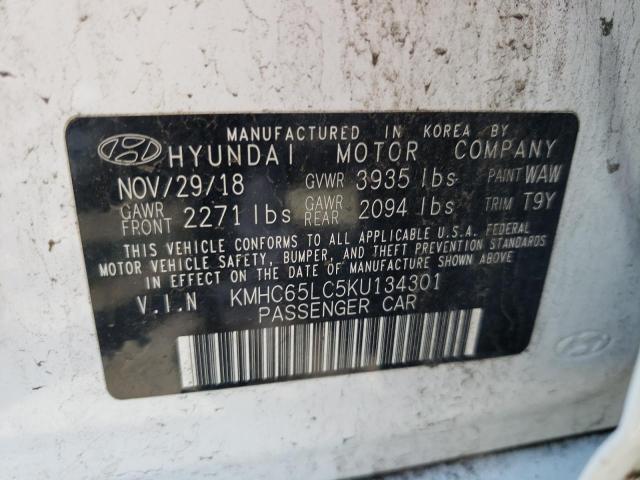 MANUFACTURED IN KOREA BY
HYUNDAI MOTOR COMPANY
NOV/29/18 GVWR 3935 lbs PAINT WAW
GAWR FRONT 2271 lbs GAWR REAR 2094 lbs TRIM T9Y
THIS VEHICLE CONFORMS TO ALL APPLICABLE U.S.A. FEDERAL
MOTOR VEHICLE SAFETY, BUMPER, AND THEFT PREVENTION STANDARDS
IN EFFECT ON THE DATE OF MANUFACTURE SHOWN ABOVE.
V.I.N KMHC65LC5KU134301
PASSENGER CAR